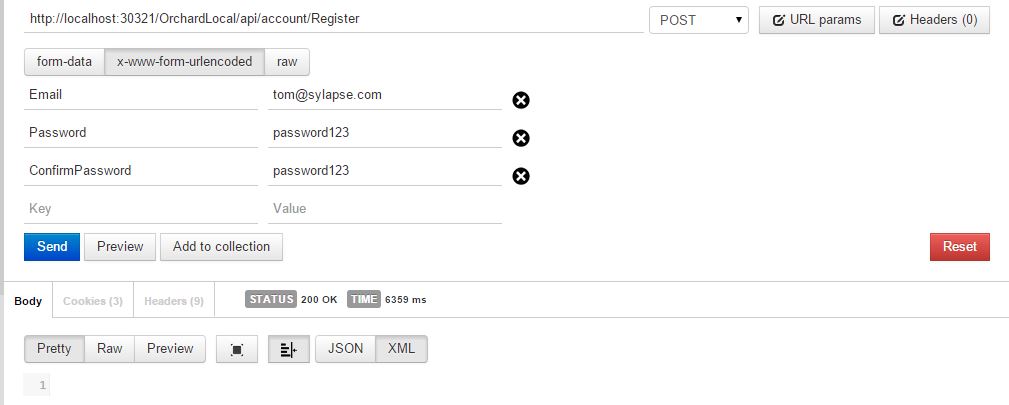 http://localhost:30321/OrchardLocal/api/account/Register POST URL params Headers (0)
form-data x-www-form-urlencoded raw
Email tom@sylapse.com
Password password123
ConfirmPassword password123
Key Value
Send Preview Add to collection Reset
Body Cookies (3) Headers (9) STATUS 200 OK TIME 6359 ms
Pretty Raw Preview JSON XML
1